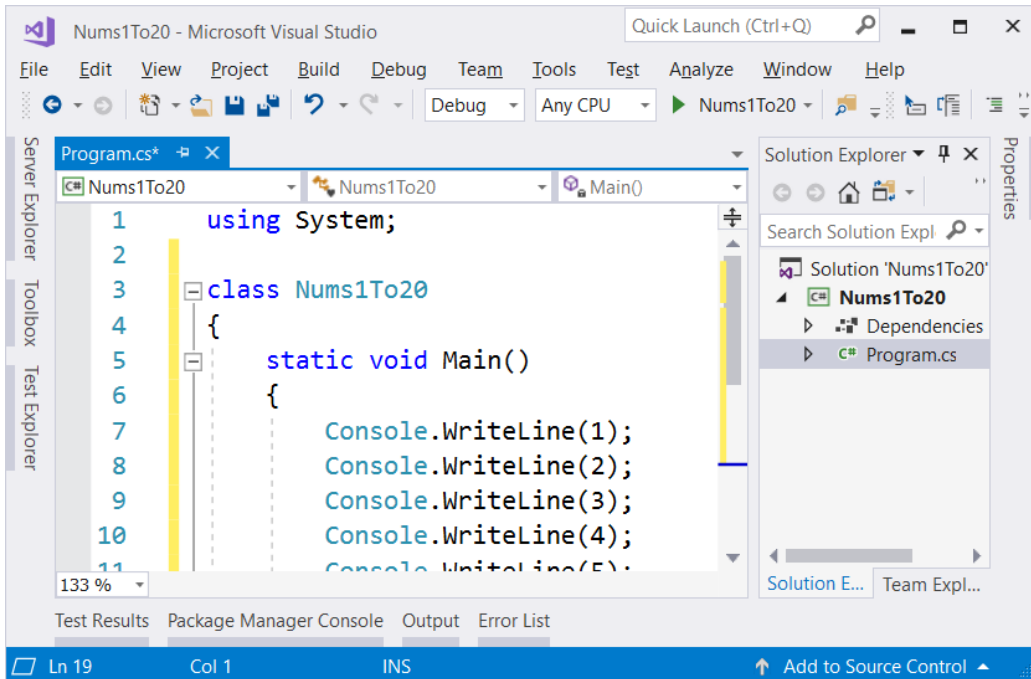 Nums1To20 - Microsoft Visual Studio
Quick Launch (Ctrl+Q)
File Edit View Project Build Debug Team Tools Test Analyze Window Help
Debug Any CPU Nums1To20
Server Explorer
Toolbox
Test Explorer
Program.cs*
C# Nums1To20 Nums1To20 Main()
1 using System;
2
3 class Nums1To20
4 {
5 static void Main()
6 {
7 Console.WriteLine(1);
8 Console.WriteLine(2);
9 Console.WriteLine(3);
10 Console.WriteLine(4);
11 Console.WriteLine(5);
133 %
Solution Explorer
Search Solution Expl
Solution 'Nums1To20'
C# Nums1To20
Dependencies
C# Program.cs
Solution E... Team Expl...
Properties
Test Results Package Manager Console Output Error List
Ln 19 Col 1 INS Add to Source Control